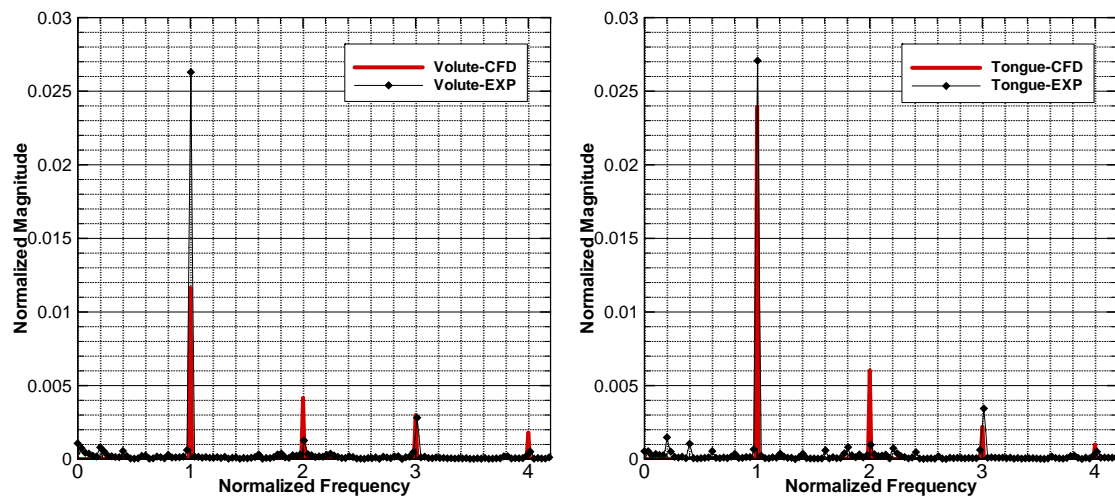 0.03
0.025
0.02
0.015
0.01
0.005
0
Normalized Magnitude
Volute-CFD
Volute-EXP
0 1 2 3 4
Normalized Frequency
0.03
0.025
0.02
0.015
0.01
0.005
0
Normalized Magnitude
Tongue-CFD
Tongue-EXP
0 1 2 3 4
Normalized Frequency